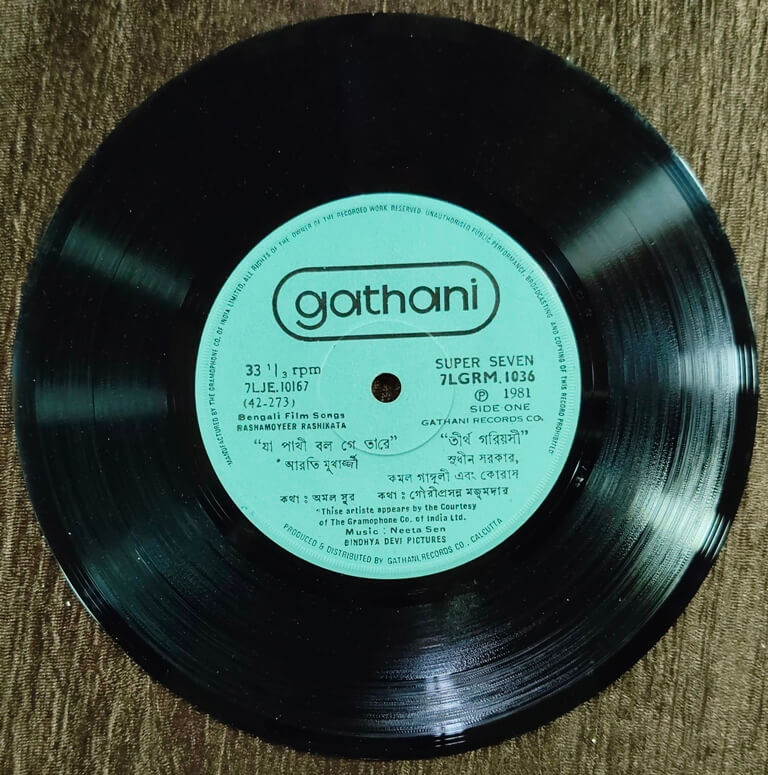 MANUFACTURED BY THE GRAMOPHONE CO. OF INDIA LIMITED. ALL RIGHTS OF THE OWNER OF THE RECORDED WORK RESERVED. UNAUTHORISED PUBLIC PERFORMANCE, BROADCASTING AND COPYING OF THIS RECORD PROHIBITED
gathani
33 1/3 rpm
7LJE.10167
(42-273)
Bengali Film Songs
RASHAMOYEER RASHIKATA
SUPER SEVEN
7LGRM.1036
℗ 1981
SIDE ONE
GATHANI RECORDS CO.
"যা পাখী বল গে তারে"
*আরতি মুখার্জ্জী
"তীর্থ গরিয়সী"
সুধীন সরকার,
কমল গাঙ্গুলী এবং কোরাস
কথা : অমল সুর কথা : গৌরীপ্রসন্ন মজুমদার
*Thise artiste appears by the Courtesy
of The Gramophone Co. of India Ltd.
Music : Neeta Sen
BINDHYA DEVI PICTURES
PRODUCED & DISTRIBUTED BY GATHANI RECORDS CO., CALCUTTA